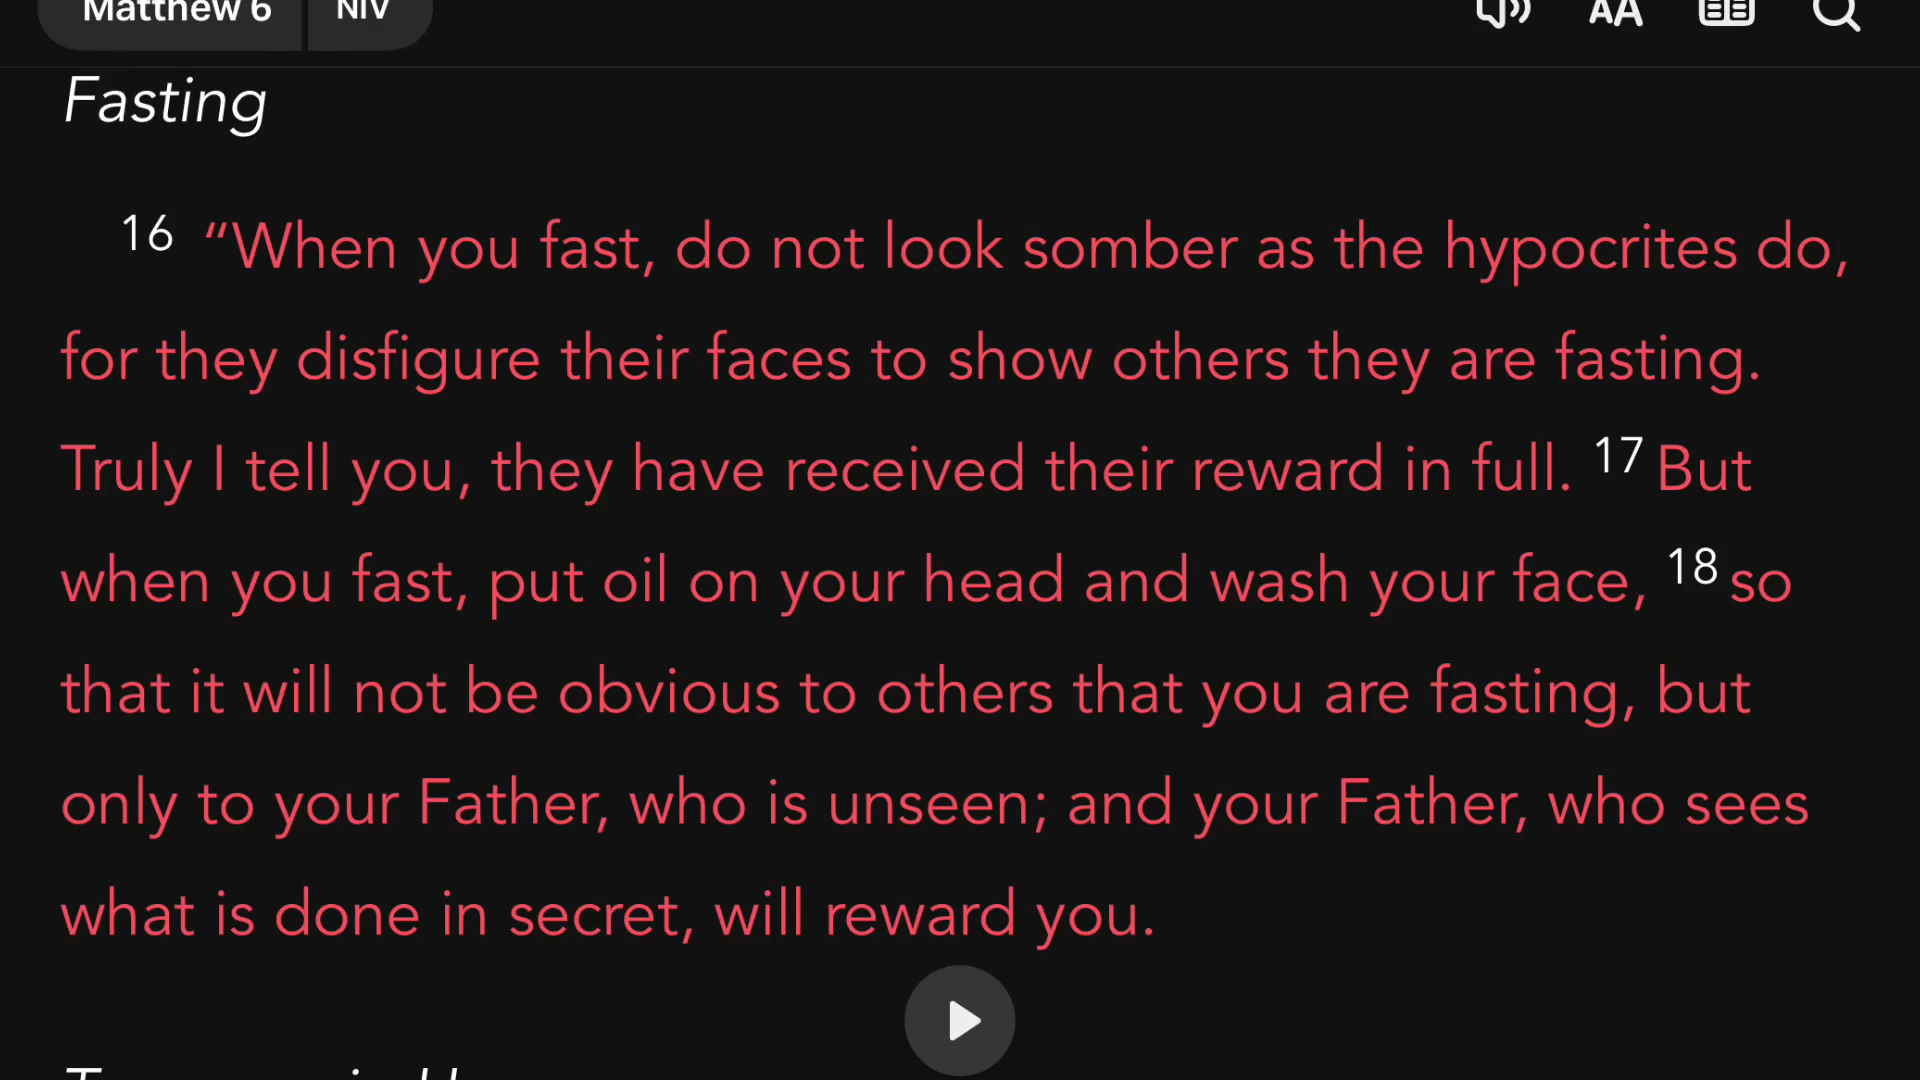 Matthew 6 NIV AA
Fasting
16 “When you fast, do not look somber as the hypocrites do,
for they disfigure their faces to show others they are fasting.
Truly I tell you, they have received their reward in full. 17 But
when you fast, put oil on your head and wash your face, 18 so
that it will not be obvious to others that you are fasting, but
only to your Father, who is unseen; and your Father, who sees
what is done in secret, will reward you.